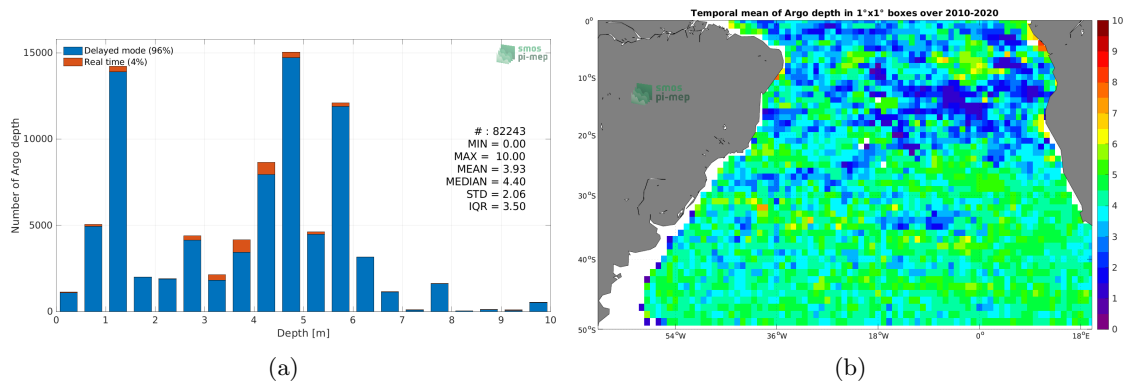 Delayed mode (96%)
Real time (4%)
smos
pi-mep
15000
10000
5000
0
Number of Argo depth
# : 82243
MIN = 0.00
MAX = 10.00
MEAN = 3.93
MEDIAN = 4.40
STD = 2.06
IQR = 3.50
0 1 2 3 4 5 6 7 8 9 10
Depth [m]
(a)
Temporal mean of Argo depth in 1°x1° boxes over 2010-2020
0°
10°S
20°S
30°S
40°S
50°S
smos
pi-mep
54°W 36°W 18°W 0° 18°E
10
9
8
7
6
5
4
3
2
1
0
(b)